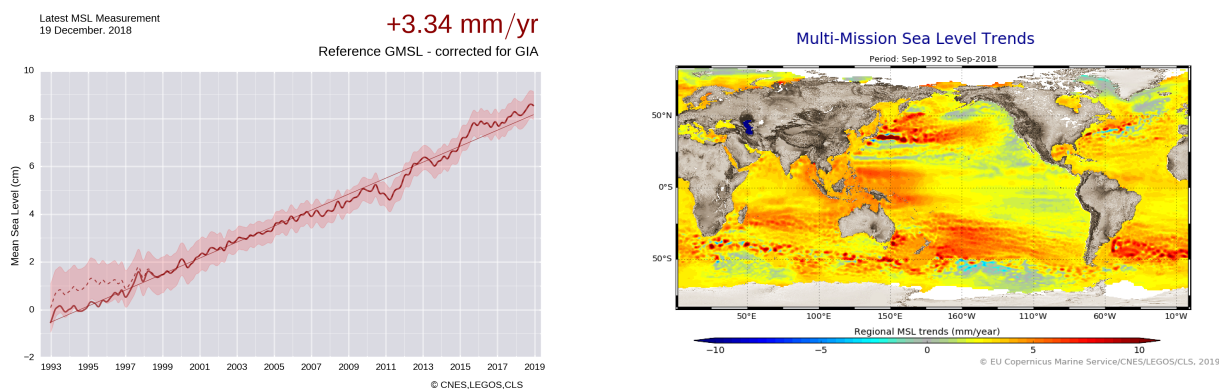 Latest MSL Measurement
19 December. 2018
+3.34 mm/yr
Reference GMSL - corrected for GIA
10
8
6
4
2
0
−2
Mean Sea Level (cm)
1993 1995 1997 1999 2001 2003 2005 2007 2009 2011 2013 2015 2017 2019
© CNES,LEGOS,CLS
Multi-Mission Sea Level Trends
Period: Sep-1992 to Sep-2018
50°N
0°S
50°S
50°E 100°E 150°E 160°W 110°W 60°W 10°W
Regional MSL trends (mm/year)
−10 −5 0 5 10
© EU Copernicus Marine Service/CNES/LEGOS/CLS, 2019